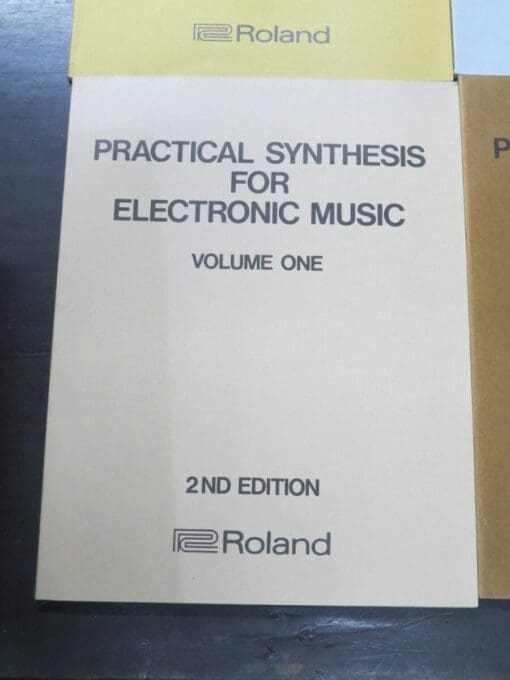 Roland
PRACTICAL SYNTHESIS
FOR
ELECTRONIC MUSIC
VOLUME ONE
2ND EDITION
Roland
P